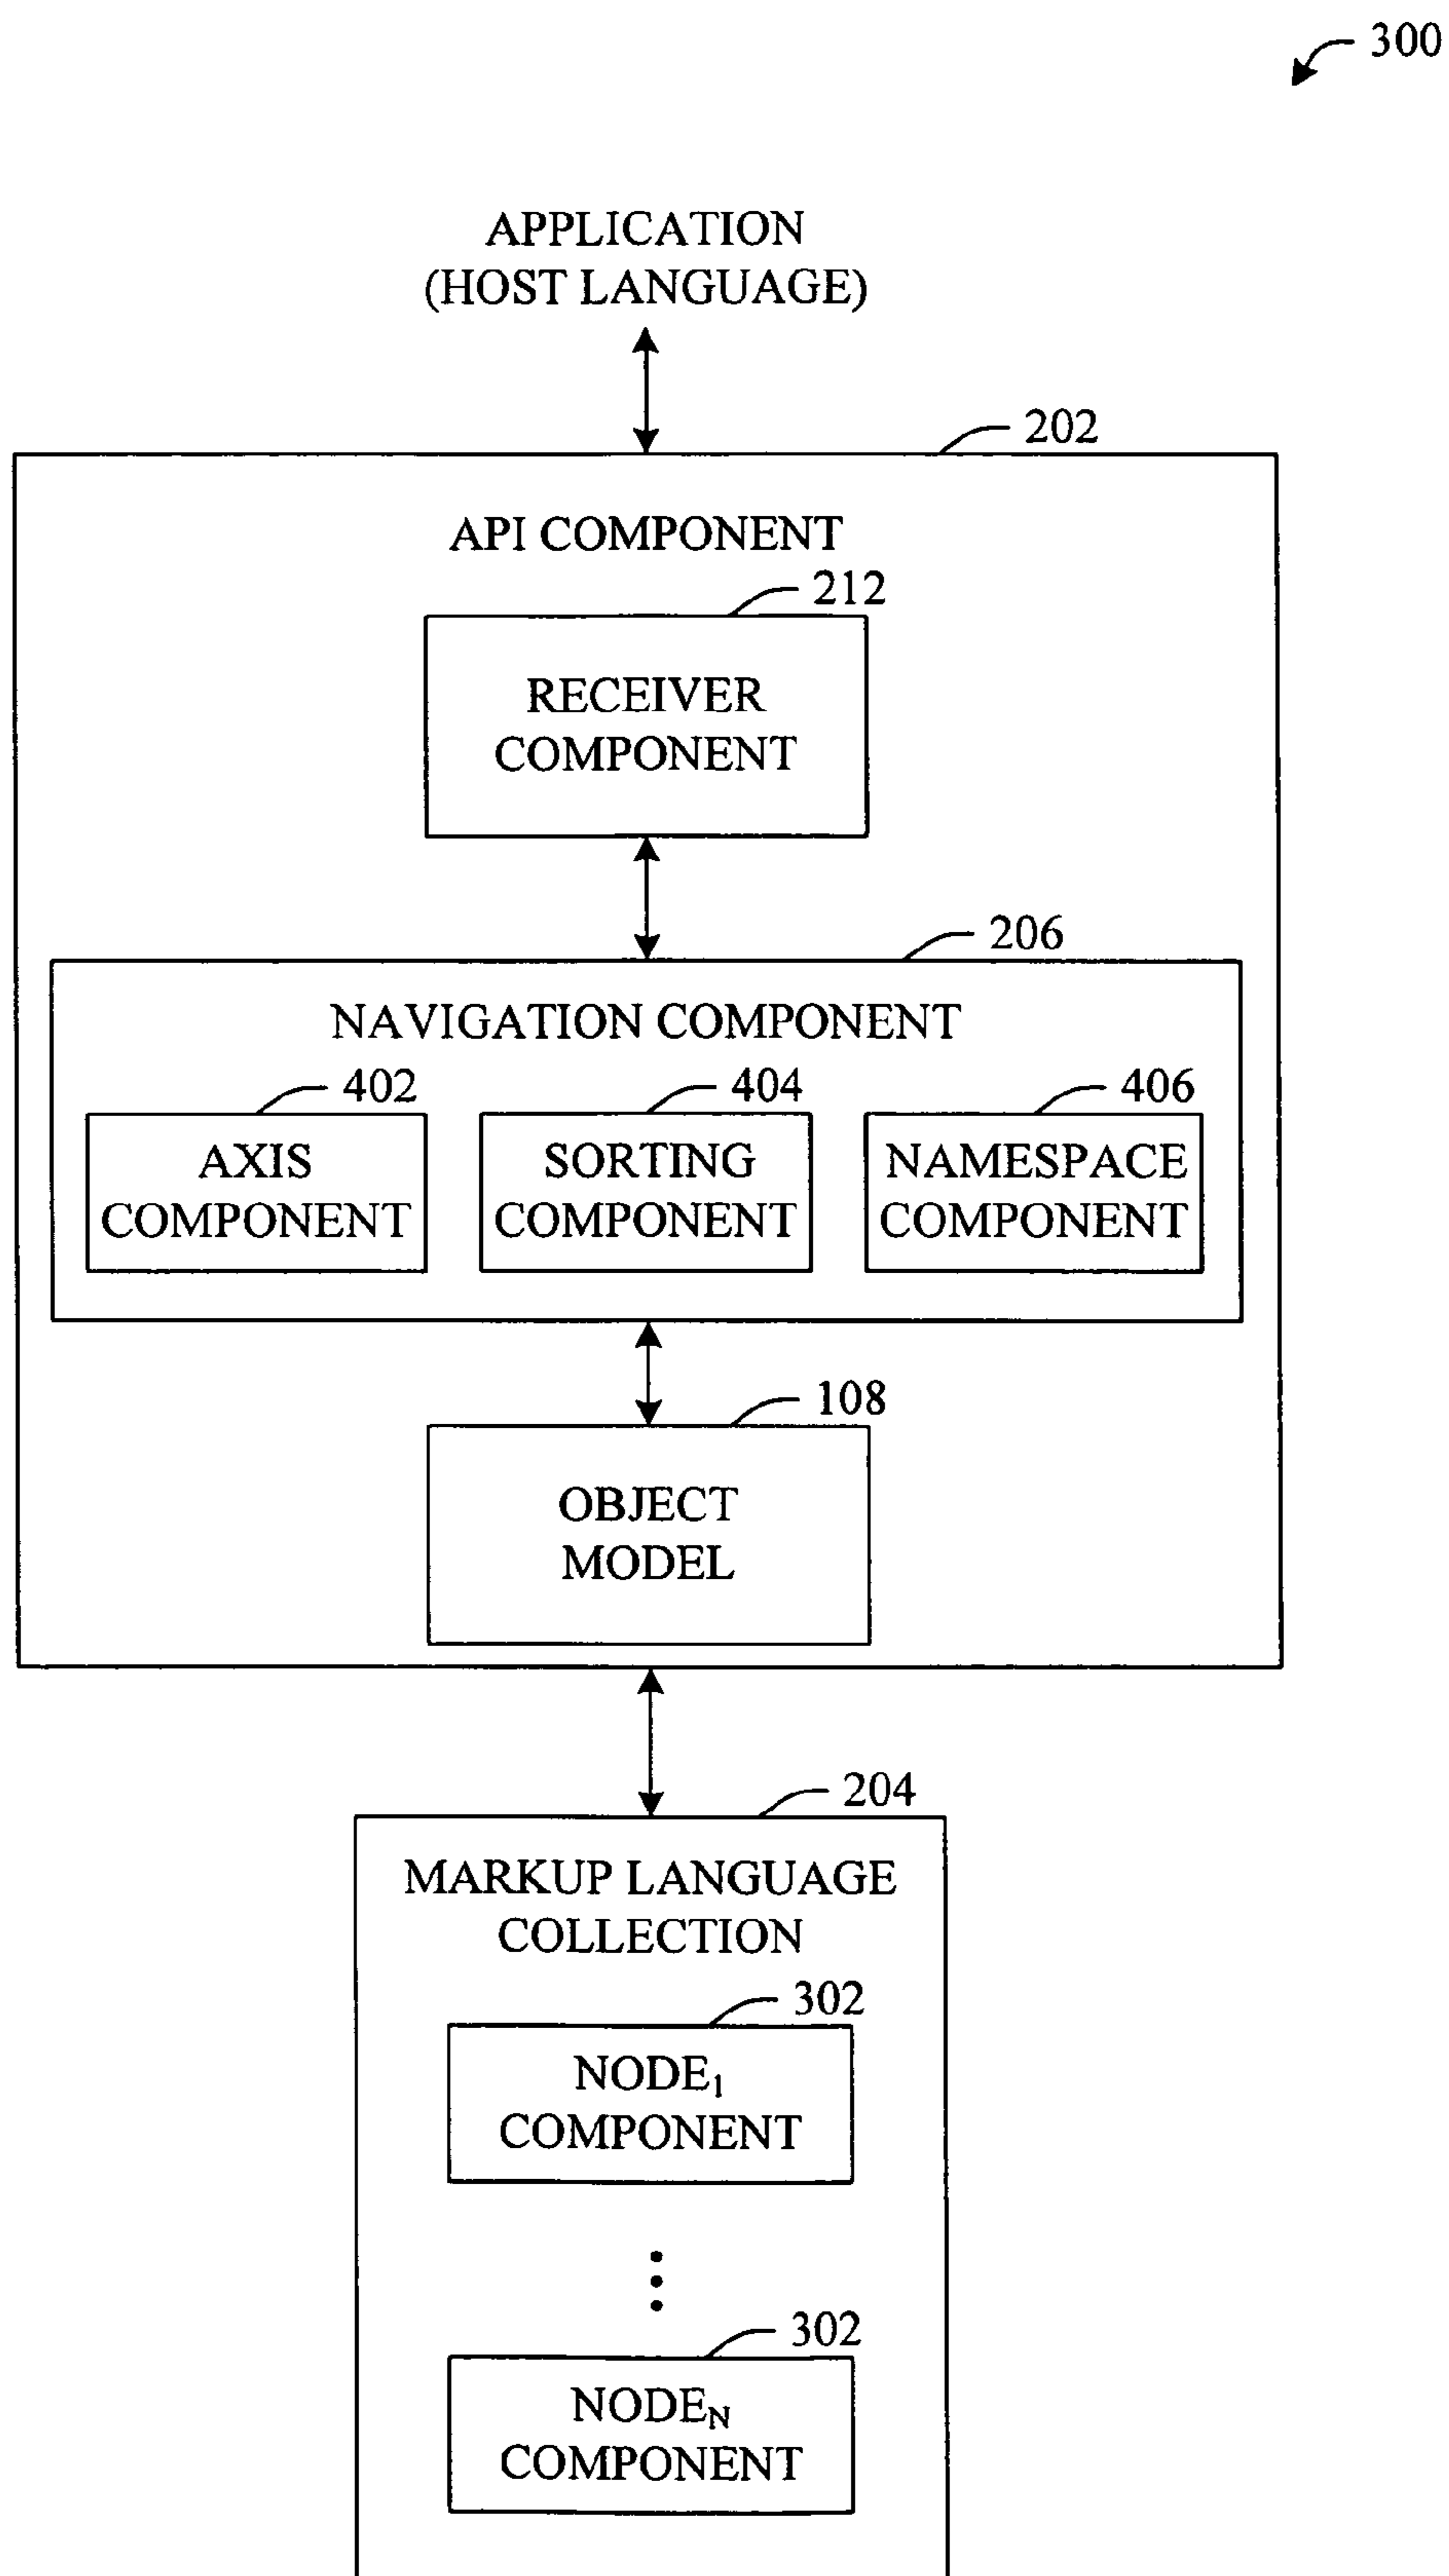 300
APPLICATION
(HOST LANGUAGE)
202
API COMPONENT
212
RECEIVER
COMPONENT
206
NAVIGATION COMPONENT
402
404
406
AXIS
COMPONENT
SORTING
COMPONENT
NAMESPACE
COMPONENT
108
OBJECT
MODEL
204
MARKUP LANGUAGE
COLLECTION
302
NODE₁
COMPONENT
302
NODE_N
COMPONENT